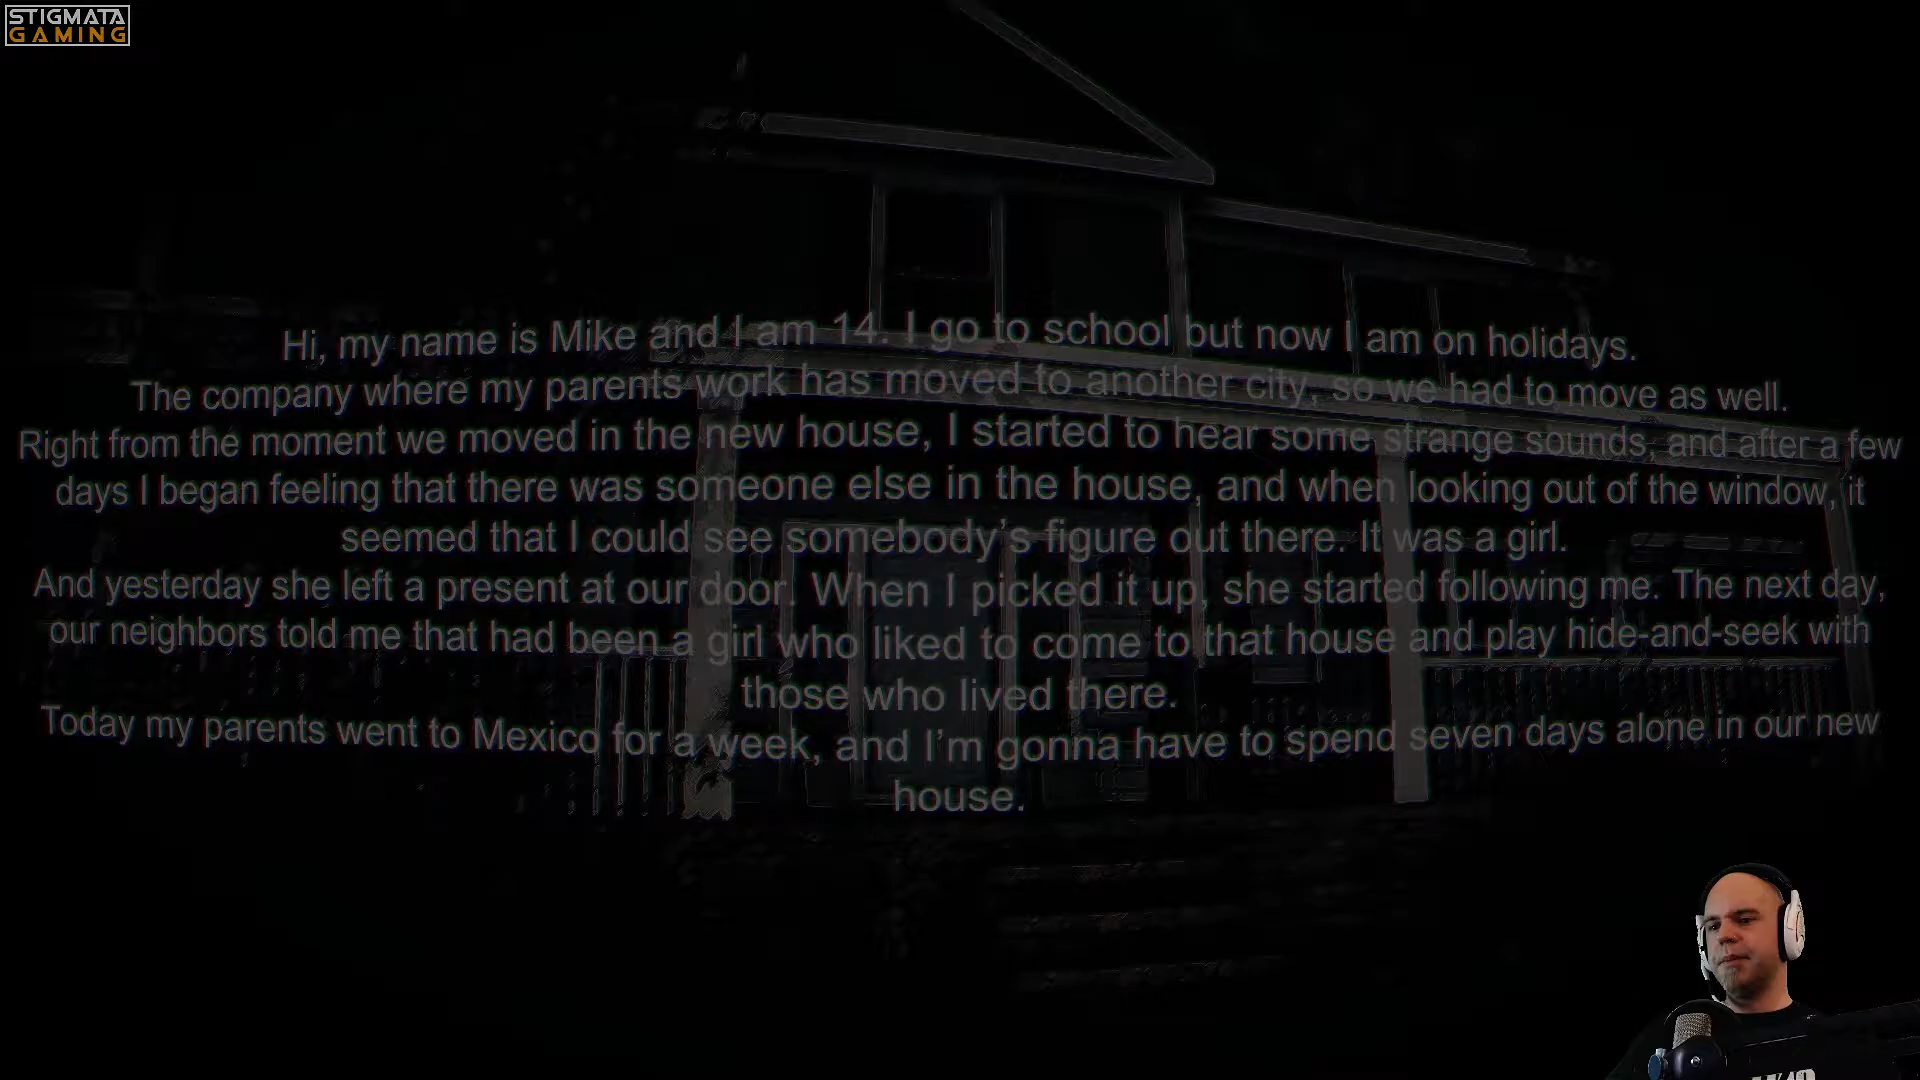 STIGMATA
GAMING
Hi, my name is Mike and I am 14. I go to school but now I am on holidays.
The company where my parents work has moved to another city, so we had to move as well.
Right from the moment we moved in the new house, I started to hear some strange sounds, and after a few
days I began feeling that there was someone else in the house, and when looking out of the window, it
seemed that I could see somebody's figure out there. It was a girl.
And yesterday she left a present at our door. When I picked it up, she started following me. The next day,
our neighbors told me that had been a girl who liked to come to that house and play hide-and-seek with
those who lived there.
Today my parents went to Mexico for a week, and I'm gonna have to spend seven days alone in our new
house.